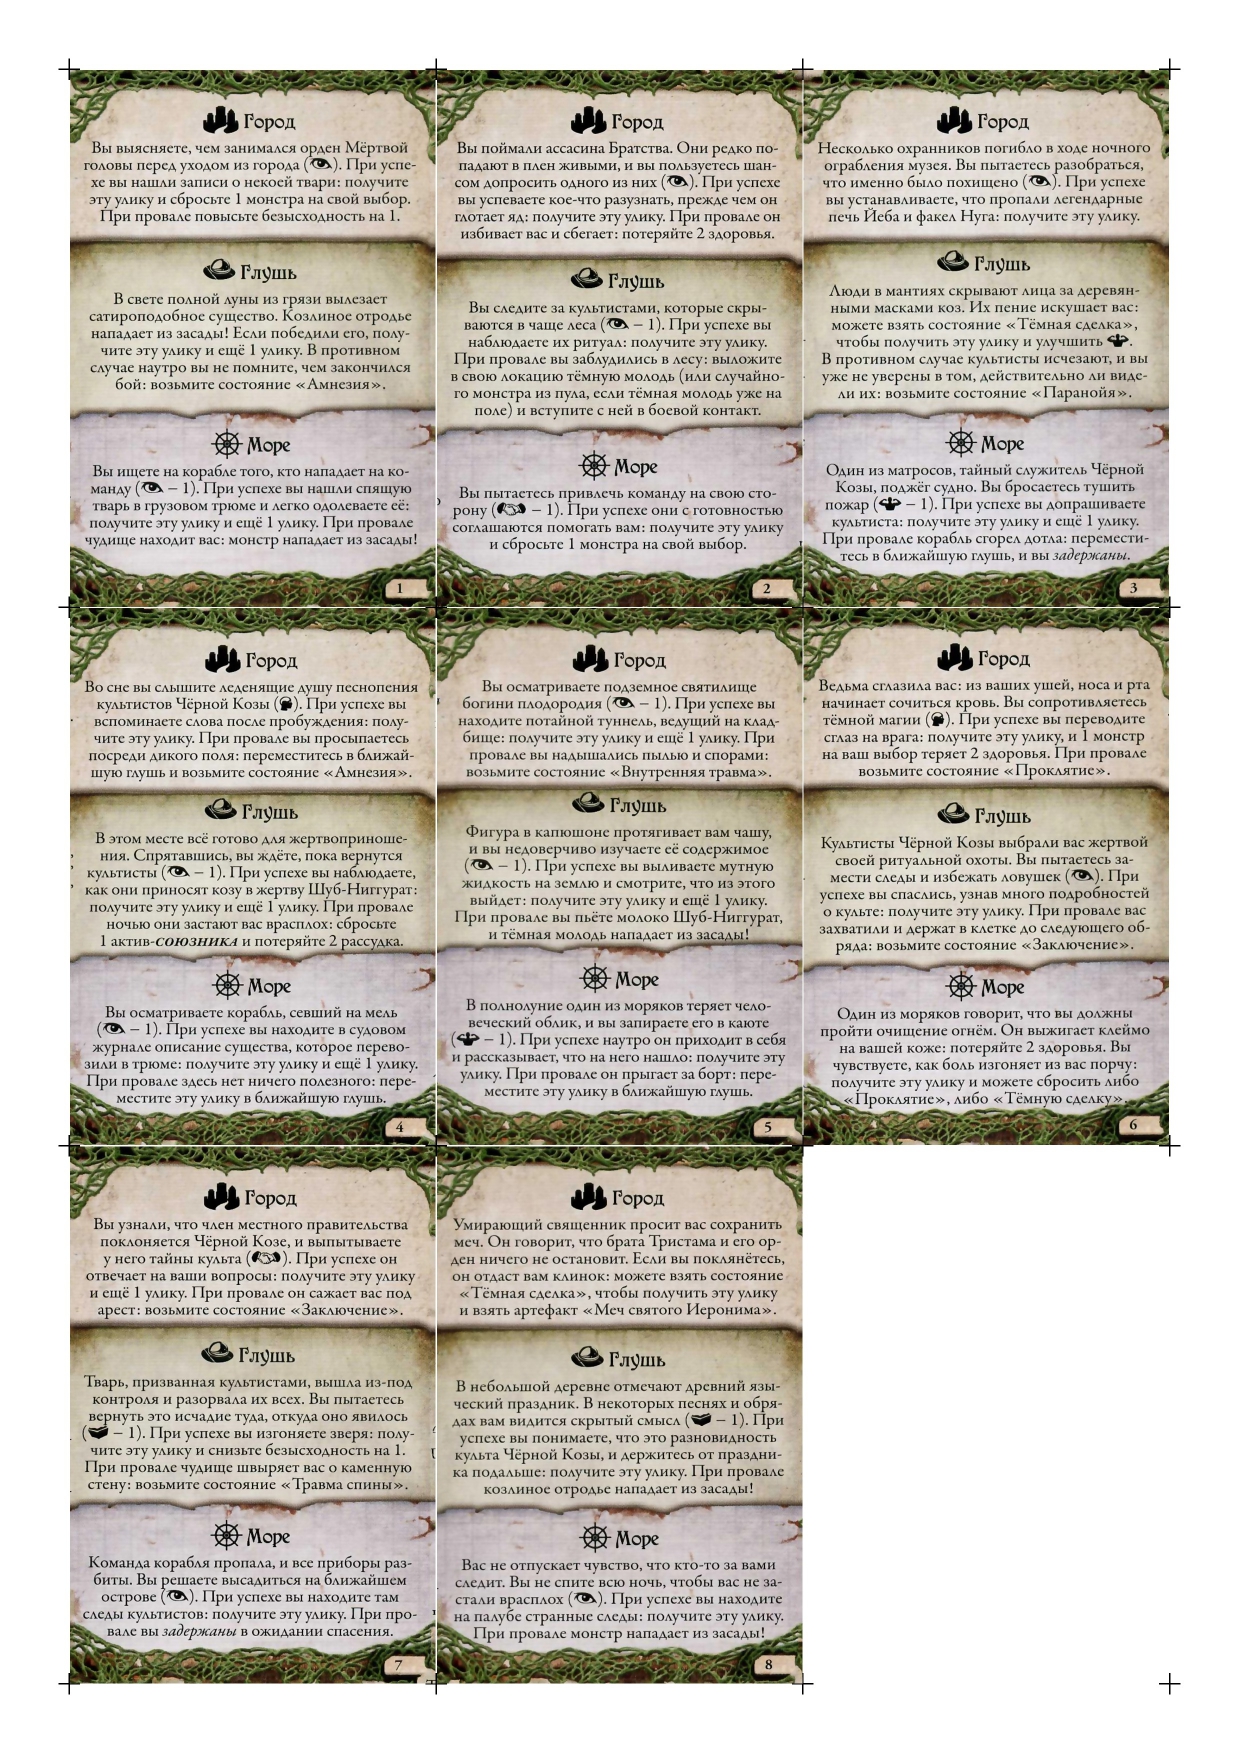 Город
Вы выясняете, чем занимался орден Мёртвой
головы перед уходом из города (). При успе-
хе вы нашли записи о некоей твари: получите
эту улику и сбросьте 1 монстра на свой выбор.
При провале повысьте безысходность на 1.
Глушь
В свете полной луны из грязи вылезает
сатироподобное существо. Козлиное отродье
нападает из засады! Если победили его, полу-
чите эту улику и ещё 1 улику. В противном
случае наутро вы не помните, чем закончился
бой: возьмите состояние «Амнезия».
Море
Вы ищете на корабле того, кто нападает на ко-
манду ( – 1). При успехе вы нашли спящую
тварь в грузовом трюме и легко одолеваете её:
получите эту улику и ещё 1 улику. При провале
чудище находит вас: монстр нападает из засады!
1
Город
Вы поймали ассасина Братства. Они редко по-
падают в плен живыми, и вы пользуетесь шан-
сом допросить одного из них (). При успехе
вы успеваете кое-что разузнать, прежде чем он
глотает яд: получите эту улику. При провале он
избивает вас и сбегает: потеряйте 2 здоровья.
Глушь
Вы следите за культистами, которые скры-
ваются в чаще леса ( – 1). При успехе вы
наблюдаете их ритуал: получите эту улику.
При провале вы заблудились в лесу: выложите
в свою локацию тёмную молодь (или случайно-
го монстра из пула, если тёмная молодь уже на
поле) и вступите с ней в боевой контакт.
Море
Вы пытаетесь привлечь команду на свою сто-
рону ( – 1). При успехе они с готовностью
соглашаются помогать вам: получите эту улику
и сбросьте 1 монстра на свой выбор.
2
Город
Несколько охранников погибло в ходе ночного
ограбления музея. Вы пытаетесь разобраться,
что именно было похищено (). При успехе
вы устанавливаете, что пропали легендарные
печь Йеба и факел Нуга: получите эту улику.
Глушь
Люди в мантиях скрывают лица за деревян-
ными масками коз. Их пение искушает вас:
можете взять состояние «Тёмная сделка»,
чтобы получить эту улику и улучшить .
В противном случае культисты исчезают, и вы
уже не уверены в том, действительно ли виде-
ли их: возьмите состояние «Паранойя».
Море
Один из матросов, тайный служитель Чёрной
Козы, поджёг судно. Вы бросаетесь тушить
пожар ( – 1). При успехе вы допрашиваете
культиста: получите эту улику и ещё 1 улику.
При провале корабль сгорел дотла: перемести-
тесь в ближайшую глушь, и вы задержаны.
3
Город
Во сне вы слышите леденящие душу песнопения
культистов Чёрной Козы (). При успехе вы
вспоминаете слова после пробуждения: полу-
чите эту улику. При провале вы просыпаетесь
посреди дикого поля: переместитесь в ближай-
шую глушь и возьмите состояние «Амнезия».
Глушь
В этом месте всё готово для жертвоприноше-
ния. Спрятавшись, вы ждёте, пока вернутся
культисты ( – 1). При успехе вы наблюдаете,
как они приносят козу в жертву Шуб-Ниггурат:
получите эту улику и ещё 1 улику. При провале
ночью они застают вас врасплох: сбросьте
1 актив-СОЮЗНИКА и потеряйте 2 рассудка.
Море
Вы осматриваете корабль, севший на мель
( – 1). При успехе вы находите в судовом
журнале описание существа, которое перево-
зили в трюме: получите эту улику и ещё 1 улику.
При провале здесь нет ничего полезного: пере-
местите эту улику в ближайшую глушь.
4
Город
Вы осматриваете подземное святилище
богини плодородия ( – 1). При успехе вы
находите потайной туннель, ведущий на клад-
бище: получите эту улику и ещё 1 улику. При
провале вы надышались пылью и спорами:
возьмите состояние «Внутренняя травма».
Глушь
Фигура в капюшоне протягивает вам чашу,
и вы недоверчиво изучаете её содержимое
( – 1). При успехе вы выливаете мутную
жидкость на землю и смотрите, что из этого
выйдет: получите эту улику и ещё 1 улику.
При провале вы пьёте молоко Шуб-Ниггурат,
и тёмная молодь нападает из засады!
Море
В полнолуние один из моряков теряет чело-
веческий облик, и вы запираете его в каюте
( – 1). При успехе наутро он приходит в себя
и рассказывает, что на него нашло: получите эту
улику. При провале он прыгает за борт: пере-
местите эту улику в ближайшую глушь.
5
Город
Ведьма сглазила вас: из ваших ушей, носа и рта
начинает сочиться кровь. Вы сопротивляетесь
тёмной магии (). При успехе вы переводите
сглаз на врага: получите эту улику, и 1 монстр
на ваш выбор теряет 2 здоровья. При провале
возьмите состояние «Проклятие».
Глушь
Культисты Чёрной Козы выбрали вас жертвой
своей ритуальной охоты. Вы пытаетесь за-
мести следы и избежать ловушек (). При
успехе вы спаслись, узнав много подробностей
о культе: получите эту улику. При провале вас
захватили и держат в клетке до следующего об-
ряда: возьмите состояние «Заключение».
Море
Один из моряков говорит, что вы должны
пройти очищение огнём. Он выжигает клеймо
на вашей коже: потеряйте 2 здоровья. Вы
чувствуете, как боль изгоняет из вас порчу:
получите эту улику и можете сбросить либо
«Проклятие», либо «Тёмную сделку».
6
Город
Вы узнали, что член местного правительства
поклоняется Чёрной Козе, и выпытываете
у него тайны культа (). При успехе он
отвечает на ваши вопросы: получите эту улику
и ещё 1 улику. При провале он сажает вас под
арест: возьмите состояние «Заключение».
Глушь
Тварь, призванная культистами, вышла из-под
контроля и разорвала их всех. Вы пытаетесь
вернуть это исчадие туда, откуда оно явилось
( – 1). При успехе вы изгоняете зверя: полу-
чите эту улику и снизьте безысходность на 1.
При провале чудище швыряет вас о каменную
стену: возьмите состояние «Травма спины».
Море
Команда корабля пропала, и все приборы раз-
биты. Вы решаете высадиться на ближайшем
острове (). При успехе вы находите там
следы культистов: получите эту улику. При про-
вале вы задержаны в ожидании спасения.
7
Город
Умирающий священник просит вас сохранить
меч. Он говорит, что брата Тристама и его ор-
ден ничего не остановит. Если вы поклянётесь,
он отдаст вам клинок: можете взять состояние
«Тёмная сделка», чтобы получить эту улику
и взять артефакт «Меч святого Иеронима».
Глушь
В небольшой деревне отмечают древний язы-
ческий праздник. В некоторых песнях и обря-
дах вам видится скрытый смысл ( – 1). При
успехе вы понимаете, что это разновидность
культа Чёрной Козы, и держитесь от праздни-
ка подальше: получите эту улику. При провале
козлиное отродье нападает из засады!
Море
Вас не отпускает чувство, что кто-то за вами
следит. Вы не спите всю ночь, чтобы вас не за-
стали врасплох (). При успехе вы находите
на палубе странные следы: получите эту улику.
При провале монстр нападает из засады!
8